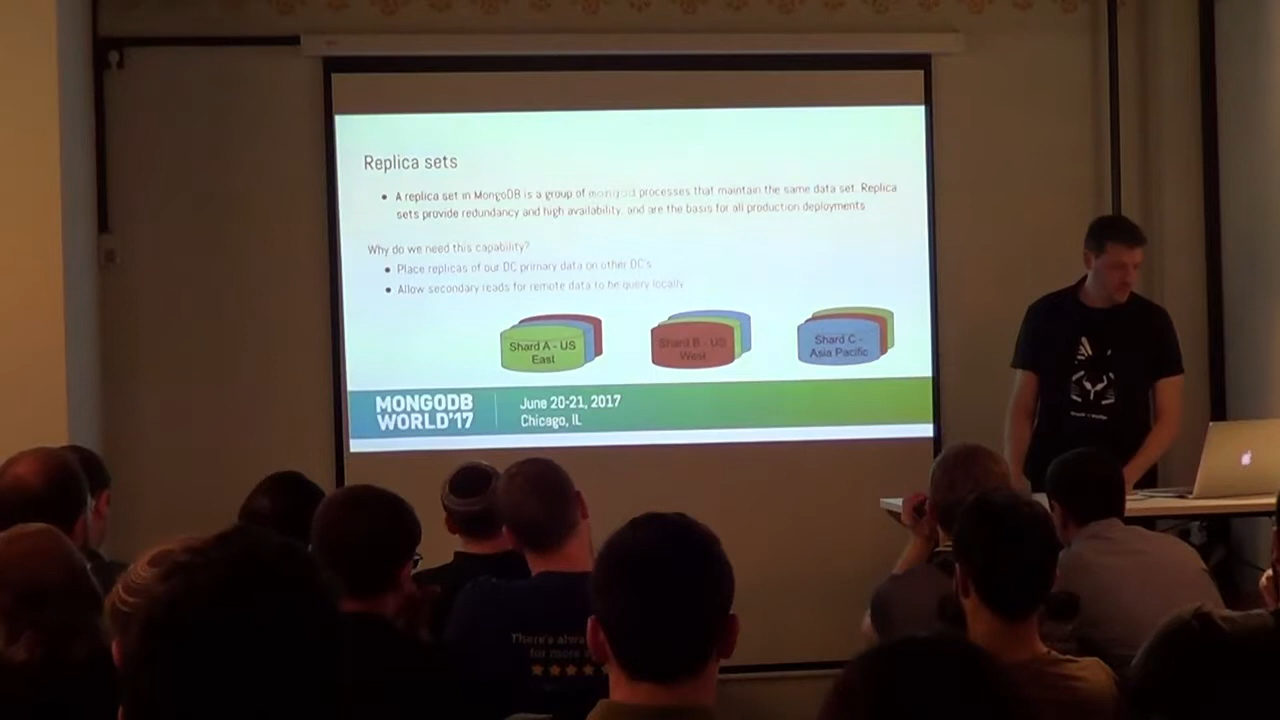 Replica sets
● A replica set in MongoDB is a group of mongod processes that maintain the same data set. Replica
sets provide redundancy and high availability, and are the basis for all production deployments
Why do we need this capability?
● Place replicas of our DC primary data on other DC's
● Allow secondary reads for remote data to be query locally
Shard A - US
East
Shard B - US
West
Shard C -
Asia Pacific
MONGODB
WORLD'17
June 20-21, 2017
Chicago, IL
There's alwa
for more